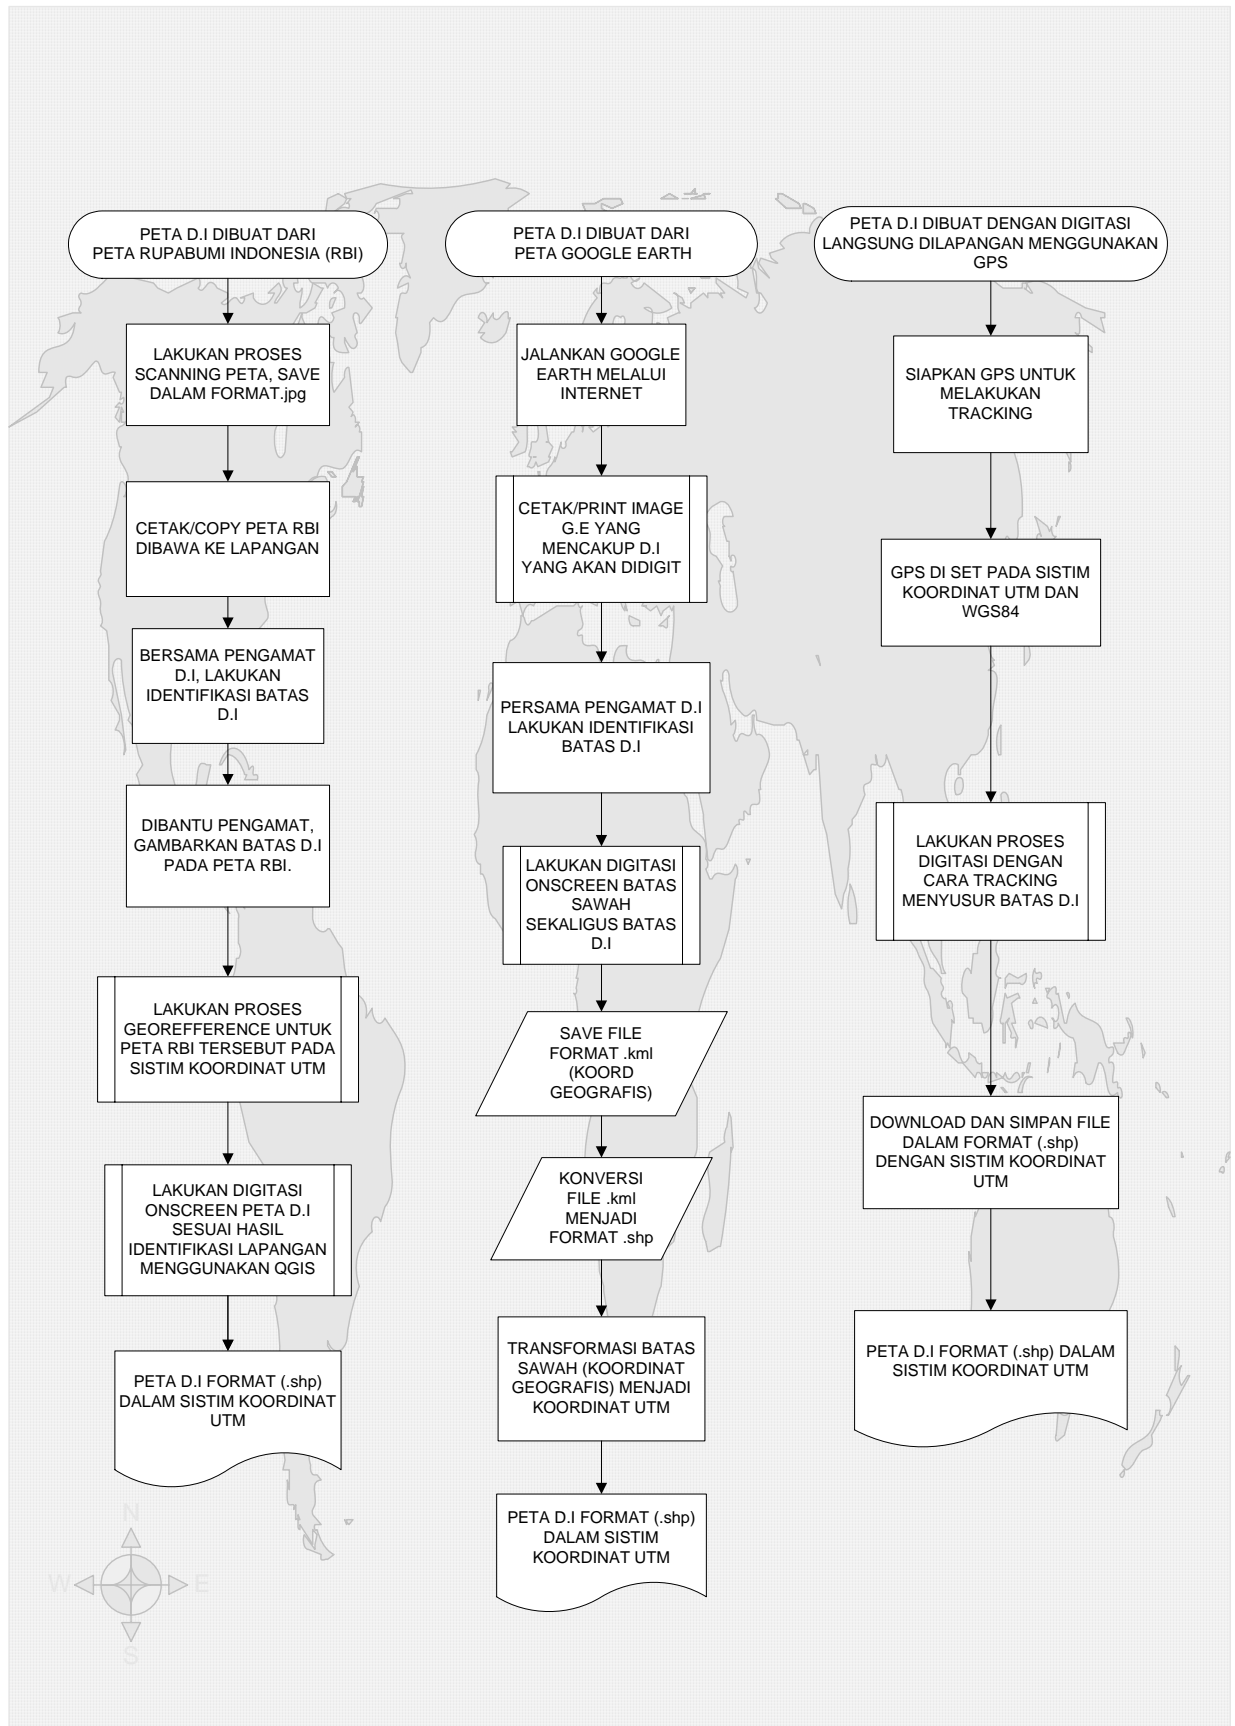 PETA D.I DIBUAT DARI
PETA RUPABUMI INDONESIA (RBI)
LAKUKAN PROSES
SCANNING PETA, SAVE
DALAM FORMAT.jpg
CETAK/COPY PETA RBI
DIBAWA KE LAPANGAN
BERSAMA PENGAMAT
D.I, LAKUKAN
IDENTIFIKASI BATAS
D.I
DIBANTU PENGAMAT,
GAMBARKAN BATAS D.I
PADA PETA RBI.
LAKUKAN PROSES
GEOREFFERENCE UNTUK
PETA RBI TERSEBUT PADA
SISTIM KOORDINAT UTM
LAKUKAN DIGITASI
ONSCREEN PETA D.I
SESUAI HASIL
IDENTIFIKASI LAPANGAN
MENGGUNAKAN QGIS
PETA D.I FORMAT (.shp)
DALAM SISTIM KOORDINAT
UTM
PETA D.I DIBUAT DARI
PETA GOOGLE EARTH
JALANKAN GOOGLE
EARTH MELALUI
INTERNET
CETAK/PRINT IMAGE
G.E YANG
MENCAKUP D.I
YANG AKAN DIDIGIT
PERSAMA PENGAMAT D.I
LAKUKAN IDENTIFIKASI
BATAS D.I
LAKUKAN DIGITASI
ONSCREEN BATAS
SAWAH
SEKALIGUS BATAS
D.I
SAVE FILE
FORMAT .kml
(KOORD
GEOGRAFIS)
KONVERSI
FILE .kml
MENJADI
FORMAT .shp
TRANSFORMASI BATAS
SAWAH (KOORDINAT
GEOGRAFIS) MENJADI
KOORDINAT UTM
PETA D.I FORMAT (.shp)
DALAM SISTIM
KOORDINAT UTM
PETA D.I DIBUAT DENGAN DIGITASI
LANGSUNG DILAPANGAN MENGGUNAKAN
GPS
SIAPKAN GPS UNTUK
MELAKUKAN
TRACKING
GPS DI SET PADA SISTIM
KOORDINAT UTM DAN
WGS84
LAKUKAN PROSES
DIGITASI DENGAN
CARA TRACKING
MENYUSUR BATAS D.I
DOWNLOAD DAN SIMPAN FILE
DALAM FORMAT (.shp)
DENGAN SISTIM KOORDINAT
UTM
PETA D.I FORMAT (.shp) DALAM
SISTIM KOORDINAT UTM
N
W E
S